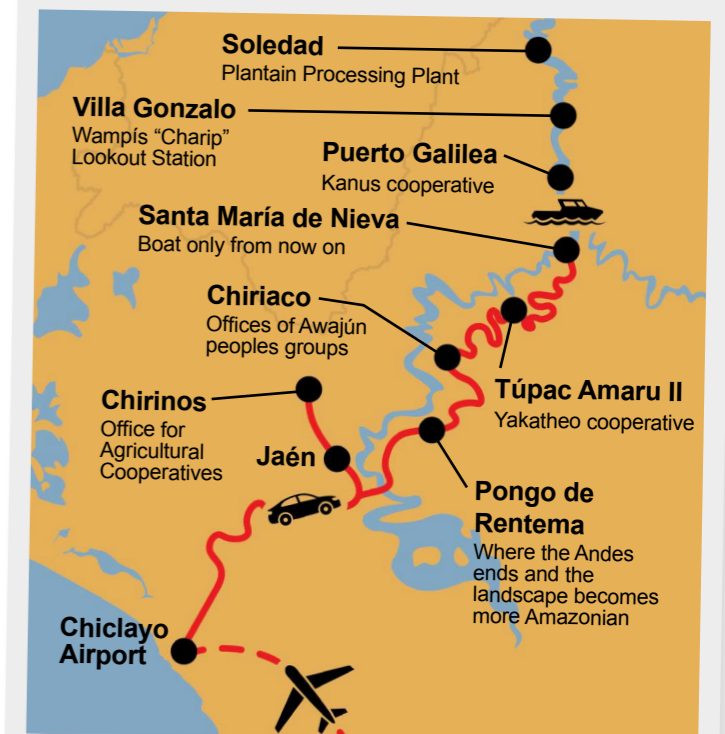 Soledad
Plantain Processing Plant
Villa Gonzalo
Wampís “Charip”
Lookout Station
Puerto Galilea
Kanus cooperative
Santa María de Nieva
Boat only from now on
Chiriaco
Offices of Awajún
peoples groups
Túpac Amaru II
Yakatheo cooperative
Chirinos
Office for
Agricultural
Cooperatives
Jaén
Pongo de
Rentema
Where the Andes
ends and the
landscape becomes
more Amazonian
Chiclayo
Airport